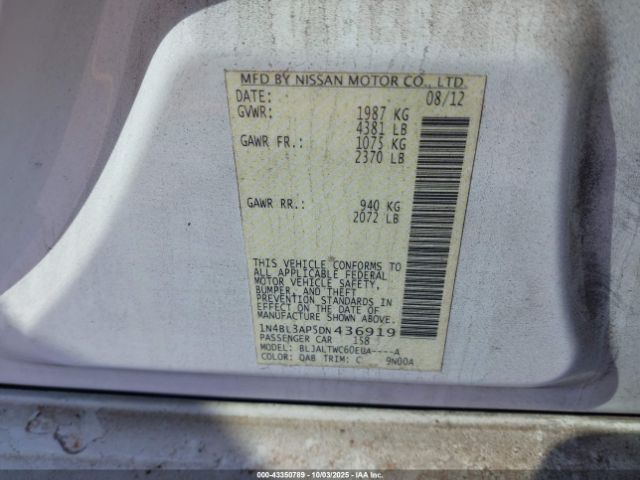 MFD BY NISSAN MOTOR CO., LTD.
DATE: 08/12
GVWR: 1987 KG
4381 LB
GAWR FR.: 1075 KG
2370 LB
GAWR RR.: 940 KG
2072 LB
THIS VEHICLE CONFORMS TO
ALL APPLICABLE FEDERAL
MOTOR VEHICLE SAFETY,
BUMPER, AND THEFT
PREVENTION STANDARDS IN
EFFECT ON THE DATE OF
MANUFACTURE SHOWN ABOVE.
1N4BL3AP5DN436919
PASSENGER CAR 158
MODEL: BLJALTWC60EUA----A
COLOR: QAB TRIM: C 9N00A
000-43350789 • 10/03/2025 • IAA, Inc.